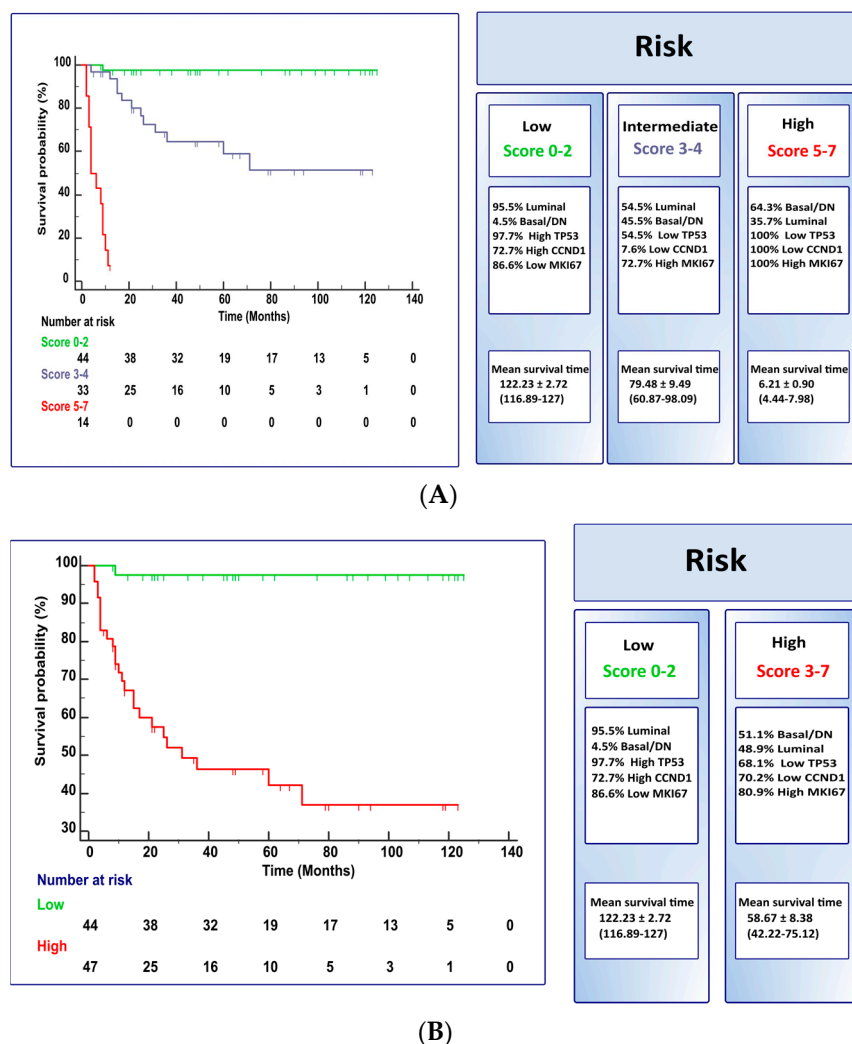 Risk
Low
Score 0-2
Intermediate
Score 3-4
High
Score 5-7
Survival probability (%)
100
80
60
40
20
0
0 20 40 60 80 100 120 140
Time (Months)
Number at risk
Score 0-2
44 38 32 19 17 13 5 0
Score 3-4
33 25 16 10 5 3 1 0
Score 5-7
14 0 0 0 0 0 0 0
95.5% Luminal
4.5% Basal/DN
97.7% High TP53
72.7% High CCND1
86.6% Low MKI67
54.5% Luminal
45.5% Basal/DN
54.5% Low TP53
7.6% Low CCND1
72.7% High MKI67
64.3% Basal/DN
35.7% Luminal
100% Low TP53
100% Low CCND1
100% High MKI67
Mean survival time
122.23 ± 2.72
(116.89-127)
Mean survival time
79.48 ± 9.49
(60.87-98.09)
Mean survival time
6.21 ± 0.90
(4.44-7.98)
(A)
Survival probability (%)
100
90
80
70
60
50
40
30
0 20 40 60 80 100 120 140
Time (Months)
Number at risk
Low
44 38 32 19 17 13 5 0
High
47 25 16 10 5 3 1 0
Risk
Low
Score 0-2
High
Score 3-7
95.5% Luminal
4.5% Basal/DN
97.7% High TP53
72.7% High CCND1
86.6% Low MKI67
51.1% Basal/DN
48.9% Luminal
68.1% Low TP53
70.2% Low CCND1
80.9% High MKI67
Mean survival time
122.23 ± 2.72
(116.89-127)
Mean survival time
58.67 ± 8.38
(42.22-75.12)
(B)